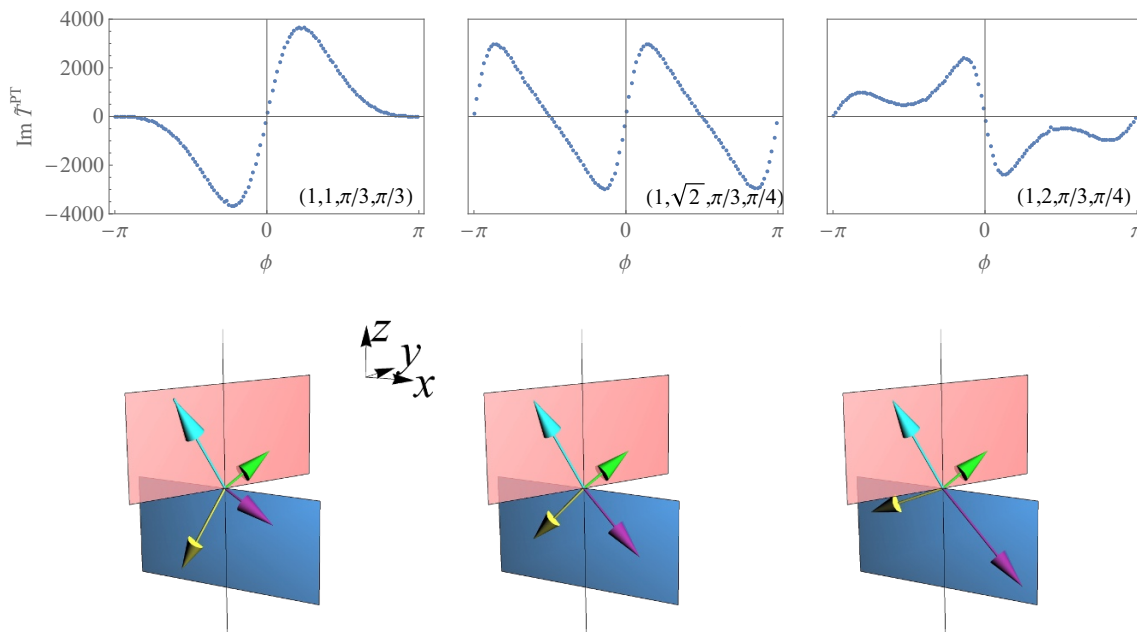 4000
2000
0
−2000
−4000
Im 𝒯̃ᴾᵀ
(1,1,π/3,π/3)
−π 0 π
ϕ
(1,√2,π/3,π/4)
−π 0 π
ϕ
(1,2,π/3,π/4)
−π 0 π
ϕ
z
y
x